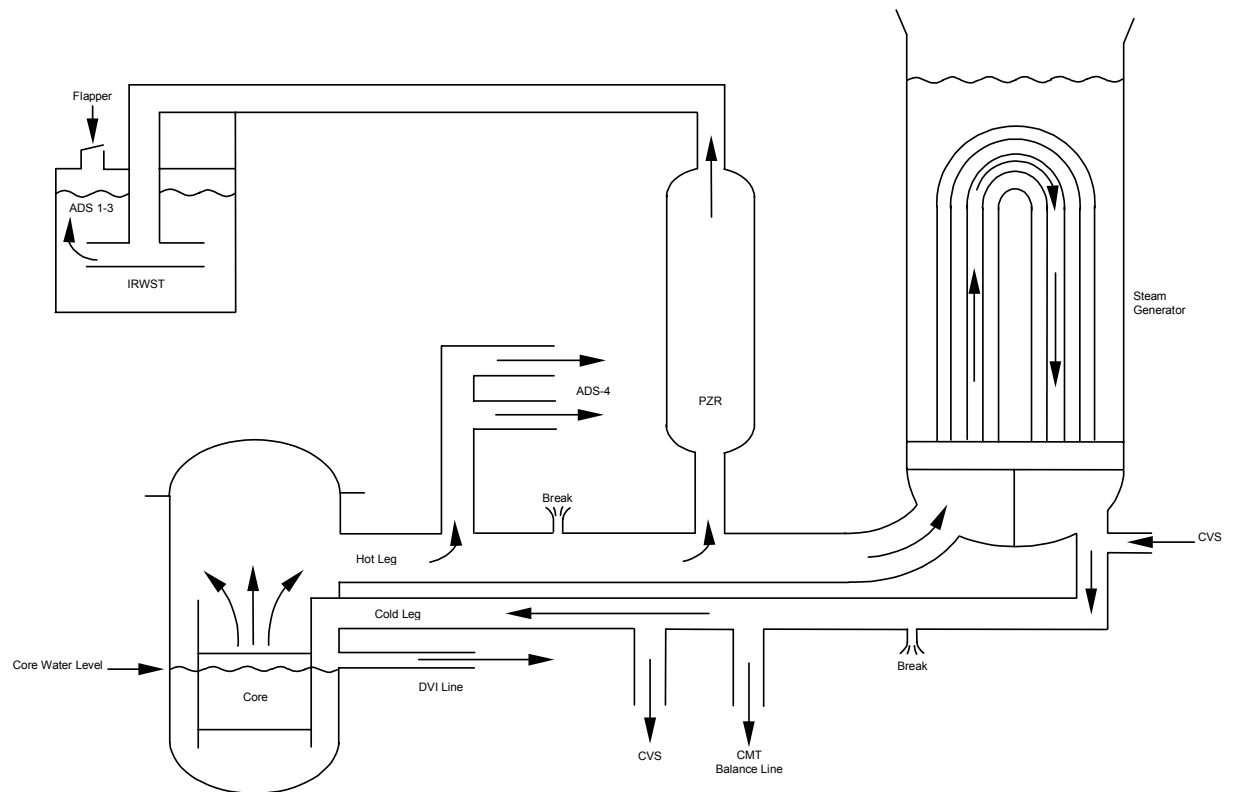 Flapper
ADS 1-3
IRWST
Steam
Generator
ADS-4
PZR
Break
Hot Leg
CVS
Cold Leg
Core Water Level
Core
DVI Line
Break
CVS
CMT
Balance Line